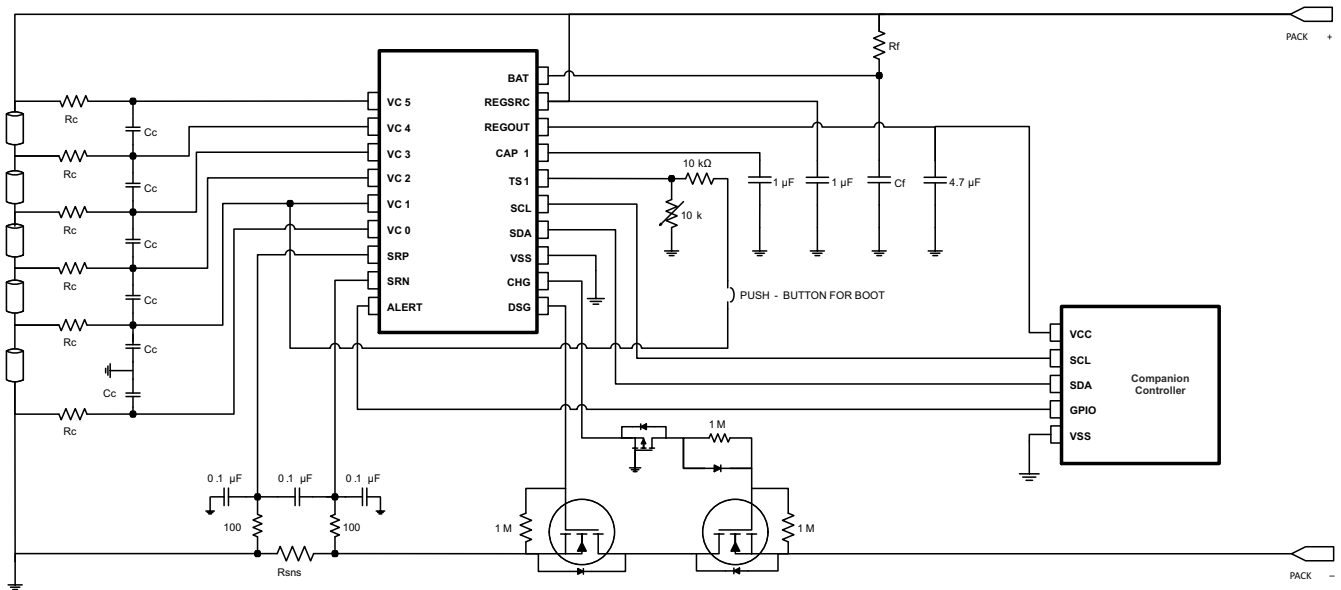 PACK +
Rf
BAT
VC 5
REGSRC
Rc
Cc
VC 4
REGOUT
VC 3
CAP 1
10 kΩ
Rc
VC 2
TS1
1 µF
1 µF
Cf
4.7 µF
Cc
VC 1
SCL
10 k
Rc
VC 0
SDA
Cc
SRP
VSS
Rc
SRN
CHG
PUSH - BUTTON FOR BOOT
Cc
ALERT
DSG
Rc
Cc
VCC
SCL
Companion
Controller
SDA
Cc
GPIO
Rc
1 M
VSS
0.1 µF
0.1 µF
0.1 µF
100
100
1 M
1 M
Rsns
PACK –